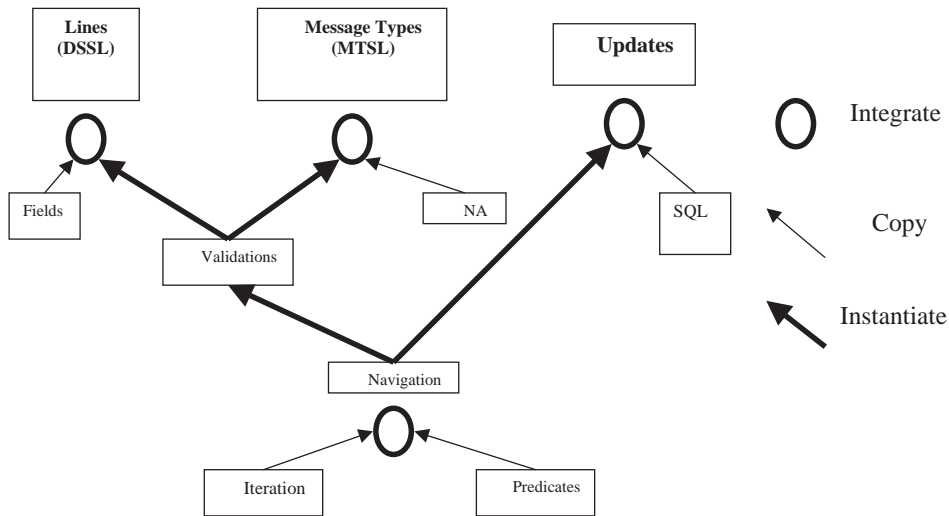 Lines
(DSSL)
Message Types
(MTSL)
Updates
Integrate
Fields
NA
SQL
Copy
Validations
Instantiate
Navigation
Iteration
Predicates